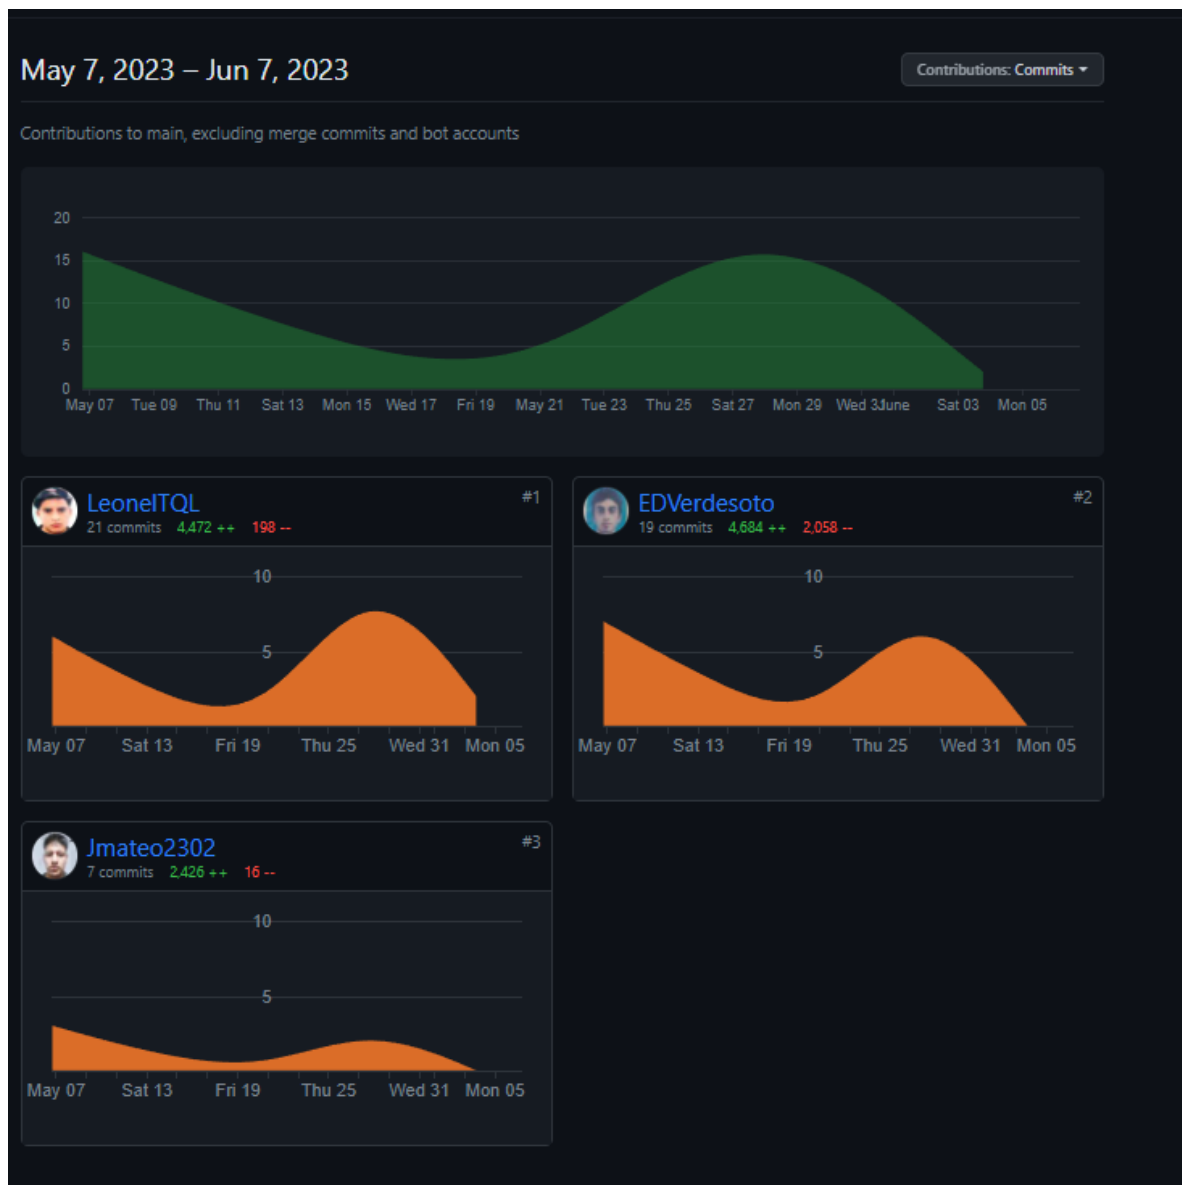 May 7, 2023 – Jun 7, 2023
Contributions: Commits
Contributions to main, excluding merge commits and bot accounts
20
15
10
5
0
May 07 Tue 09 Thu 11 Sat 13 Mon 15 Wed 17 Fri 19 May 21 Tue 23 Thu 25 Sat 27 Mon 29 Wed 31 June Sat 03 Mon 05
LeonelTQL #1
21 commits 4,472 ++ 198 --
10
5
May 07 Sat 13 Fri 19 Thu 25 Wed 31 Mon 05
EDVerdesoto #2
19 commits 4,684 ++ 2,058 --
10
5
May 07 Sat 13 Fri 19 Thu 25 Wed 31 Mon 05
Jmateo2302 #3
7 commits 2,426 ++ 16 --
10
5
May 07 Sat 13 Fri 19 Thu 25 Wed 31 Mon 05